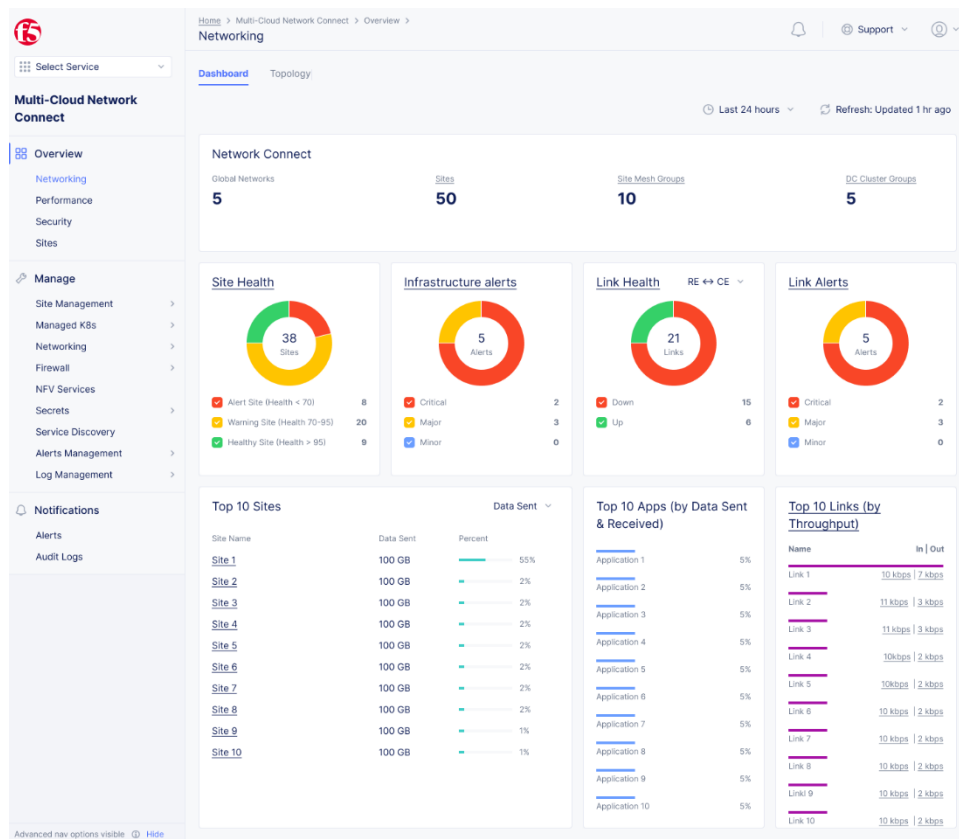 f5
Home > Multi-Cloud Network Connect > Overview >
Networking
Support
Select Service
Multi-Cloud Network
Connect
Overview
Networking
Performance
Security
Sites
Manage
Site Management
Managed K8s
Networking
Firewall
NFV Services
Secrets
Service Discovery
Alerts Management
Log Management
Notifications
Alerts
Audit Logs
Advanced nav options visible Hide
Dashboard Topology
Last 24 hours Refresh: Updated 1 hr ago
Network Connect
Global Networks Sites Site Mesh Groups DC Cluster Groups
5 50 10 5
Site Health
38
Sites
Alert Site (Health < 70) 8
Warning Site (Health 70-95) 20
Healthy Site (Health > 95) 9
Infrastructure alerts
5
Alerts
Critical 2
Major 3
Minor 0
Link Health RE ↔ CE
21
Links
Down 15
Up 6
Link Alerts
5
Alerts
Critical 2
Major 3
Minor 0
Top 10 Sites Data Sent
Site Name Data Sent Percent
Site 1 100 GB 55%
Site 2 100 GB 2%
Site 3 100 GB 2%
Site 4 100 GB 2%
Site 5 100 GB 2%
Site 6 100 GB 2%
Site 7 100 GB 2%
Site 8 100 GB 2%
Site 9 100 GB 1%
Site 10 100 GB 1%
Top 10 Apps (by Data Sent
& Received)
Application 1 5%
Application 2 5%
Application 3 5%
Application 4 5%
Application 5 5%
Application 6 5%
Application 7 5%
Application 8 5%
Application 9 5%
Application 10 5%
Top 10 Links (by
Throughput)
Name In | Out
Link 1 10 kbps | 7 kbps
Link 2 11 kbps | 3 kbps
Link 3 11 kbps | 3 kbps
Link 4 10kbps | 2 kbps
Link 5 10kbps | 2 kbps
Link 6 10 kbps | 2 kbps
Link 7 10 kbps | 2 kbps
Link 8 10 kbps | 2 kbps
Linki 9 10 kbps | 2 kbps
Link 10 10 kbps | 2 kbps